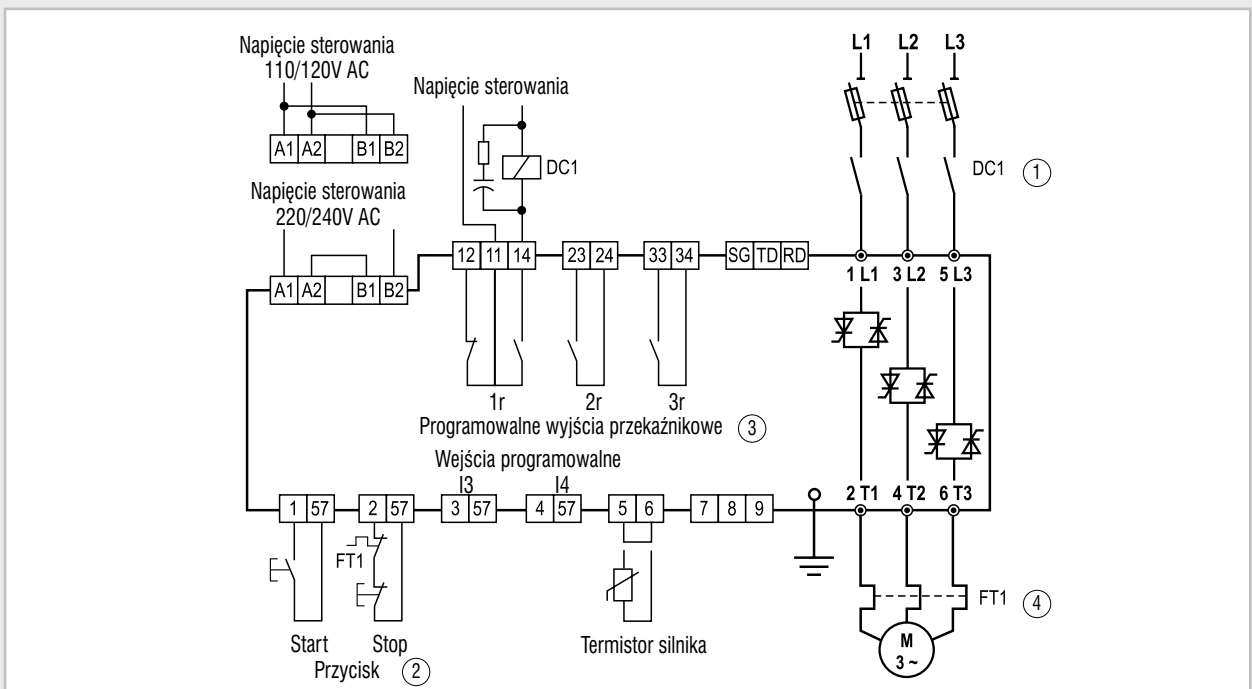 Napięcie sterowania
110/120V AC
A1 A2 B1 B2
Napięcie sterowania
220/240V AC
A1 A2 B1 B2
Napięcie sterowania
DC1
12 11 14 23 24 33 34 SG TD RD
1r 2r 3r
Programowalne wyjścia przekaźnikowe 3
L1 L2 L3
DC1 1
1 L1 3 L2 5 L3
2 T1 4 T2 6 T3
Wejścia programowalne
I3 I4
1 57 2 57 3 57 4 57 5 6 7 8 9
FT1
Start Stop
Przycisk 2
Termistor silnika
FT1 4
M
3 ~